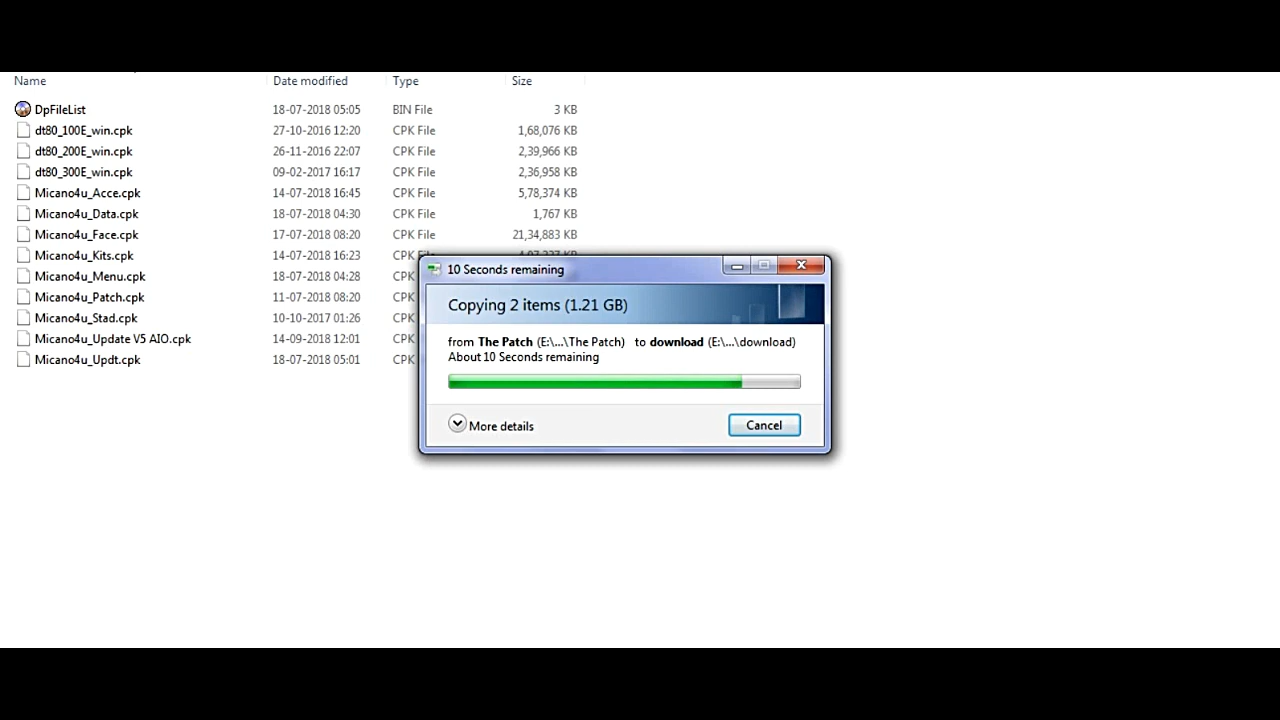 Name Date modified Type Size
DpFileList 18-07-2018 05:05 BIN File 3 KB
dt80_100E_win.cpk 27-10-2016 12:20 CPK File 1,68,076 KB
dt80_200E_win.cpk 26-11-2016 22:07 CPK File 2,39,966 KB
dt80_300E_win.cpk 09-02-2017 16:17 CPK File 2,36,958 KB
Micano4u_Acce.cpk 14-07-2018 16:45 CPK File 5,78,374 KB
Micano4u_Data.cpk 18-07-2018 04:30 CPK File 1,767 KB
Micano4u_Face.cpk 17-07-2018 08:20 CPK File 21,34,883 KB
Micano4u_Kits.cpk 14-07-2018 16:23 CPK
Micano4u_Menu.cpk 18-07-2018 04:28 CPK
Micano4u_Patch.cpk 11-07-2018 08:20 CPK
Micano4u_Stad.cpk 10-10-2017 01:26 CPK
Micano4u_Update V5 AIO.cpk 14-09-2018 12:01 CPK
Micano4u_Updt.cpk 18-07-2018 05:01 CPK
10 Seconds remaining
Copying 2 items (1.21 GB)
from The Patch (E:\...\The Patch) to download (E:\...\download)
About 10 Seconds remaining
More details
Cancel